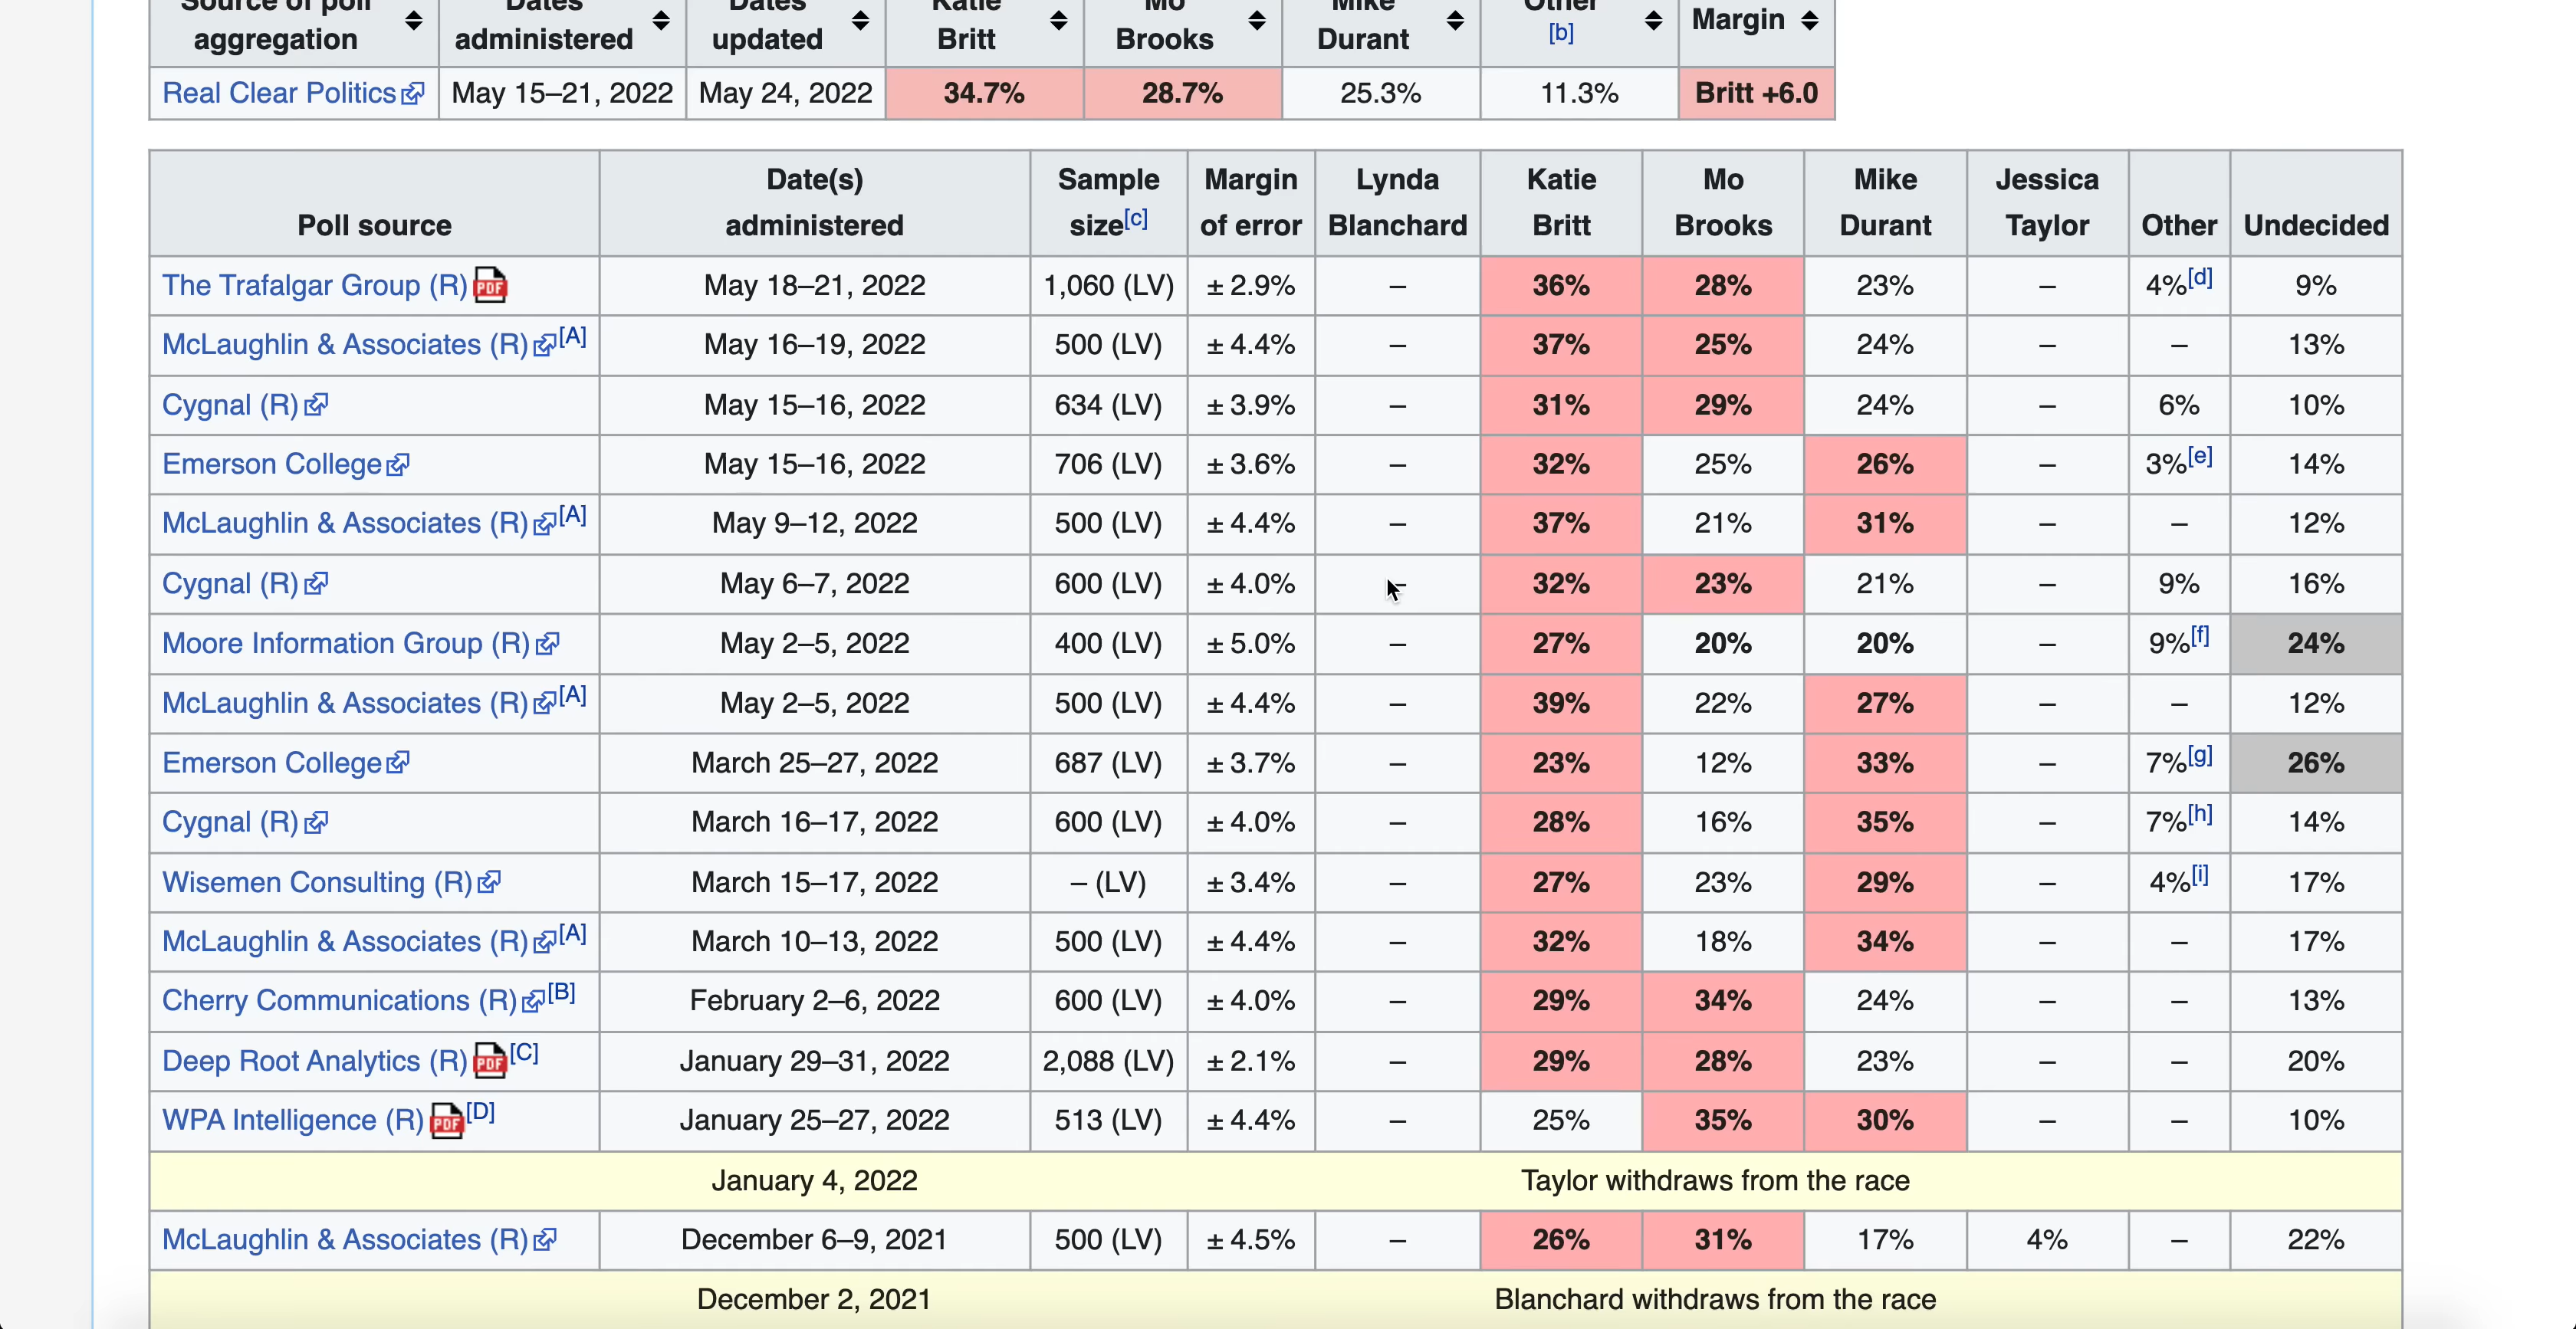 Source of poll Dates Dates Katie Mo Mike Other
aggregation administered updated Britt Brooks Durant [b] Margin
Real Clear Politics May 15–21, 2022 May 24, 2022 34.7% 28.7% 25.3% 11.3% Britt +6.0
Date(s) Sample Margin Lynda Katie Mo Mike Jessica
Poll source administered size[c] of error Blanchard Britt Brooks Durant Taylor Other Undecided
The Trafalgar Group (R) PDF May 18–21, 2022 1,060 (LV) ± 2.9% – 36% 28% 23% – 4%[d] 9%
McLaughlin & Associates (R) [A] May 16–19, 2022 500 (LV) ± 4.4% – 37% 25% 24% – – 13%
Cygnal (R) May 15–16, 2022 634 (LV) ± 3.9% – 31% 29% 24% – 6% 10%
Emerson College May 15–16, 2022 706 (LV) ± 3.6% – 32% 25% 26% – 3%[e] 14%
McLaughlin & Associates (R) [A] May 9–12, 2022 500 (LV) ± 4.4% – 37% 21% 31% – – 12%
Cygnal (R) May 6–7, 2022 600 (LV) ± 4.0% – 32% 23% 21% – 9% 16%
Moore Information Group (R) May 2–5, 2022 400 (LV) ± 5.0% – 27% 20% 20% – 9%[f] 24%
McLaughlin & Associates (R) [A] May 2–5, 2022 500 (LV) ± 4.4% – 39% 22% 27% – – 12%
Emerson College March 25–27, 2022 687 (LV) ± 3.7% – 23% 12% 33% – 7%[g] 26%
Cygnal (R) March 16–17, 2022 600 (LV) ± 4.0% – 28% 16% 35% – 7%[h] 14%
Wisemen Consulting (R) March 15–17, 2022 – (LV) ± 3.4% – 27% 23% 29% – 4%[i] 17%
McLaughlin & Associates (R) [A] March 10–13, 2022 500 (LV) ± 4.4% – 32% 18% 34% – – 17%
Cherry Communications (R) [B] February 2–6, 2022 600 (LV) ± 4.0% – 29% 34% 24% – – 13%
Deep Root Analytics (R) PDF [C] January 29–31, 2022 2,088 (LV) ± 2.1% – 29% 28% 23% – – 20%
WPA Intelligence (R) PDF [D] January 25–27, 2022 513 (LV) ± 4.4% – 25% 35% 30% – – 10%
January 4, 2022 Taylor withdraws from the race
McLaughlin & Associates (R) December 6–9, 2021 500 (LV) ± 4.5% – 26% 31% 17% 4% – 22%
December 2, 2021 Blanchard withdraws from the race